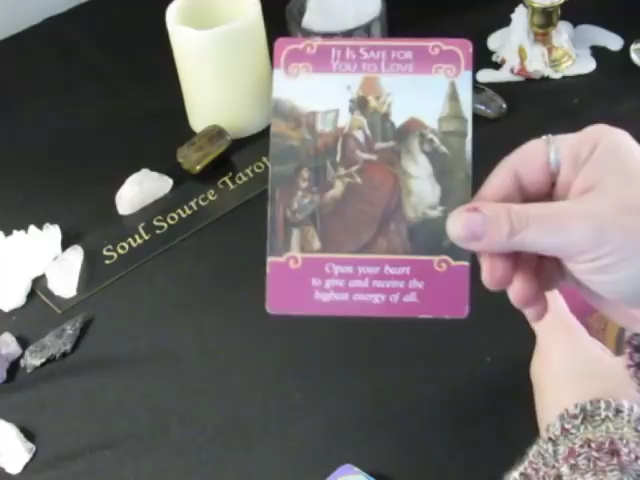 It Is Safe for
You to Love
Soul Source Tarot
Open your heart
to give and receive the
highest energy of all.